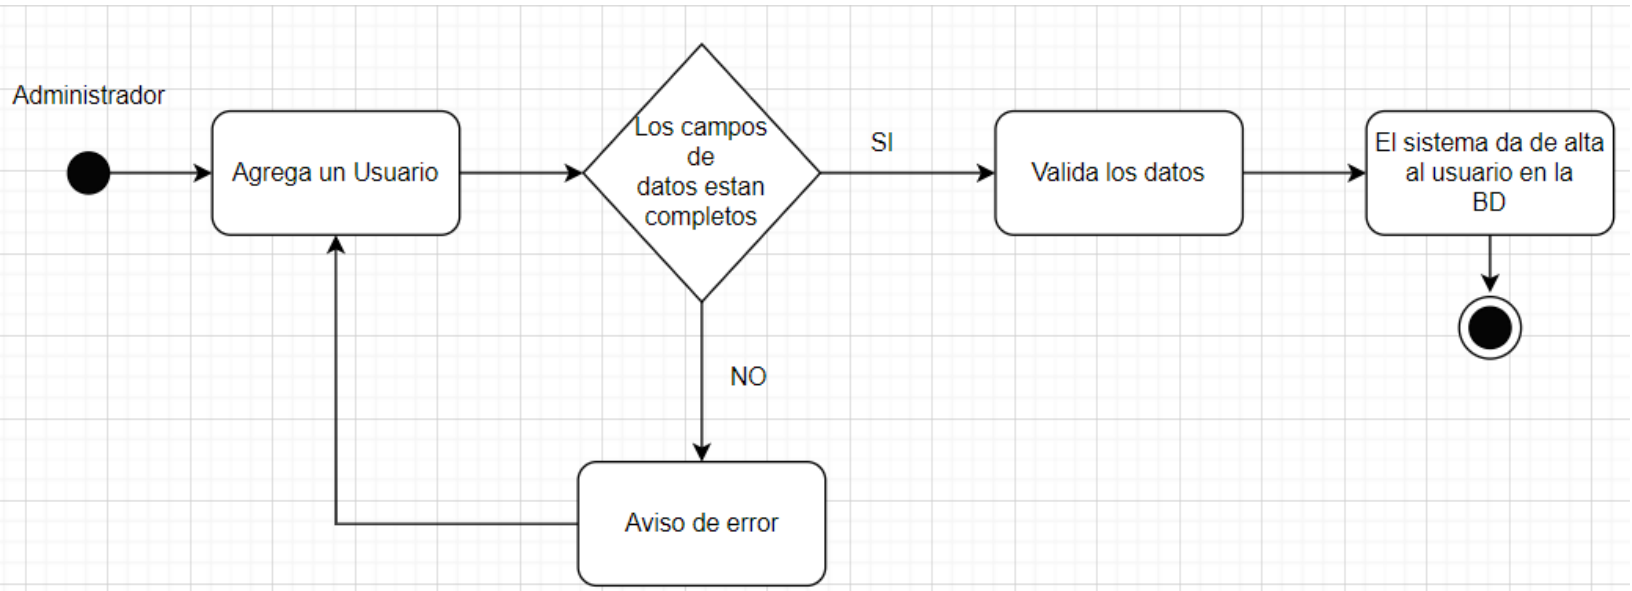 Administrador
Agrega un Usuario
Los campos
de
datos estan
completos
SI
Valida los datos
El sistema da de alta
al usuario en la
BD
NO
Aviso de error